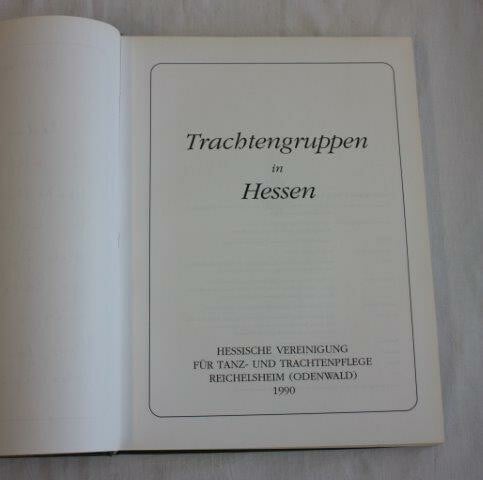 Trachtengruppen
in
Hessen
HESSISCHE VEREINIGUNG
FÜR TANZ- UND TRACHTENPFLEGE
REICHELSHEIM (ODENWALD)
1990